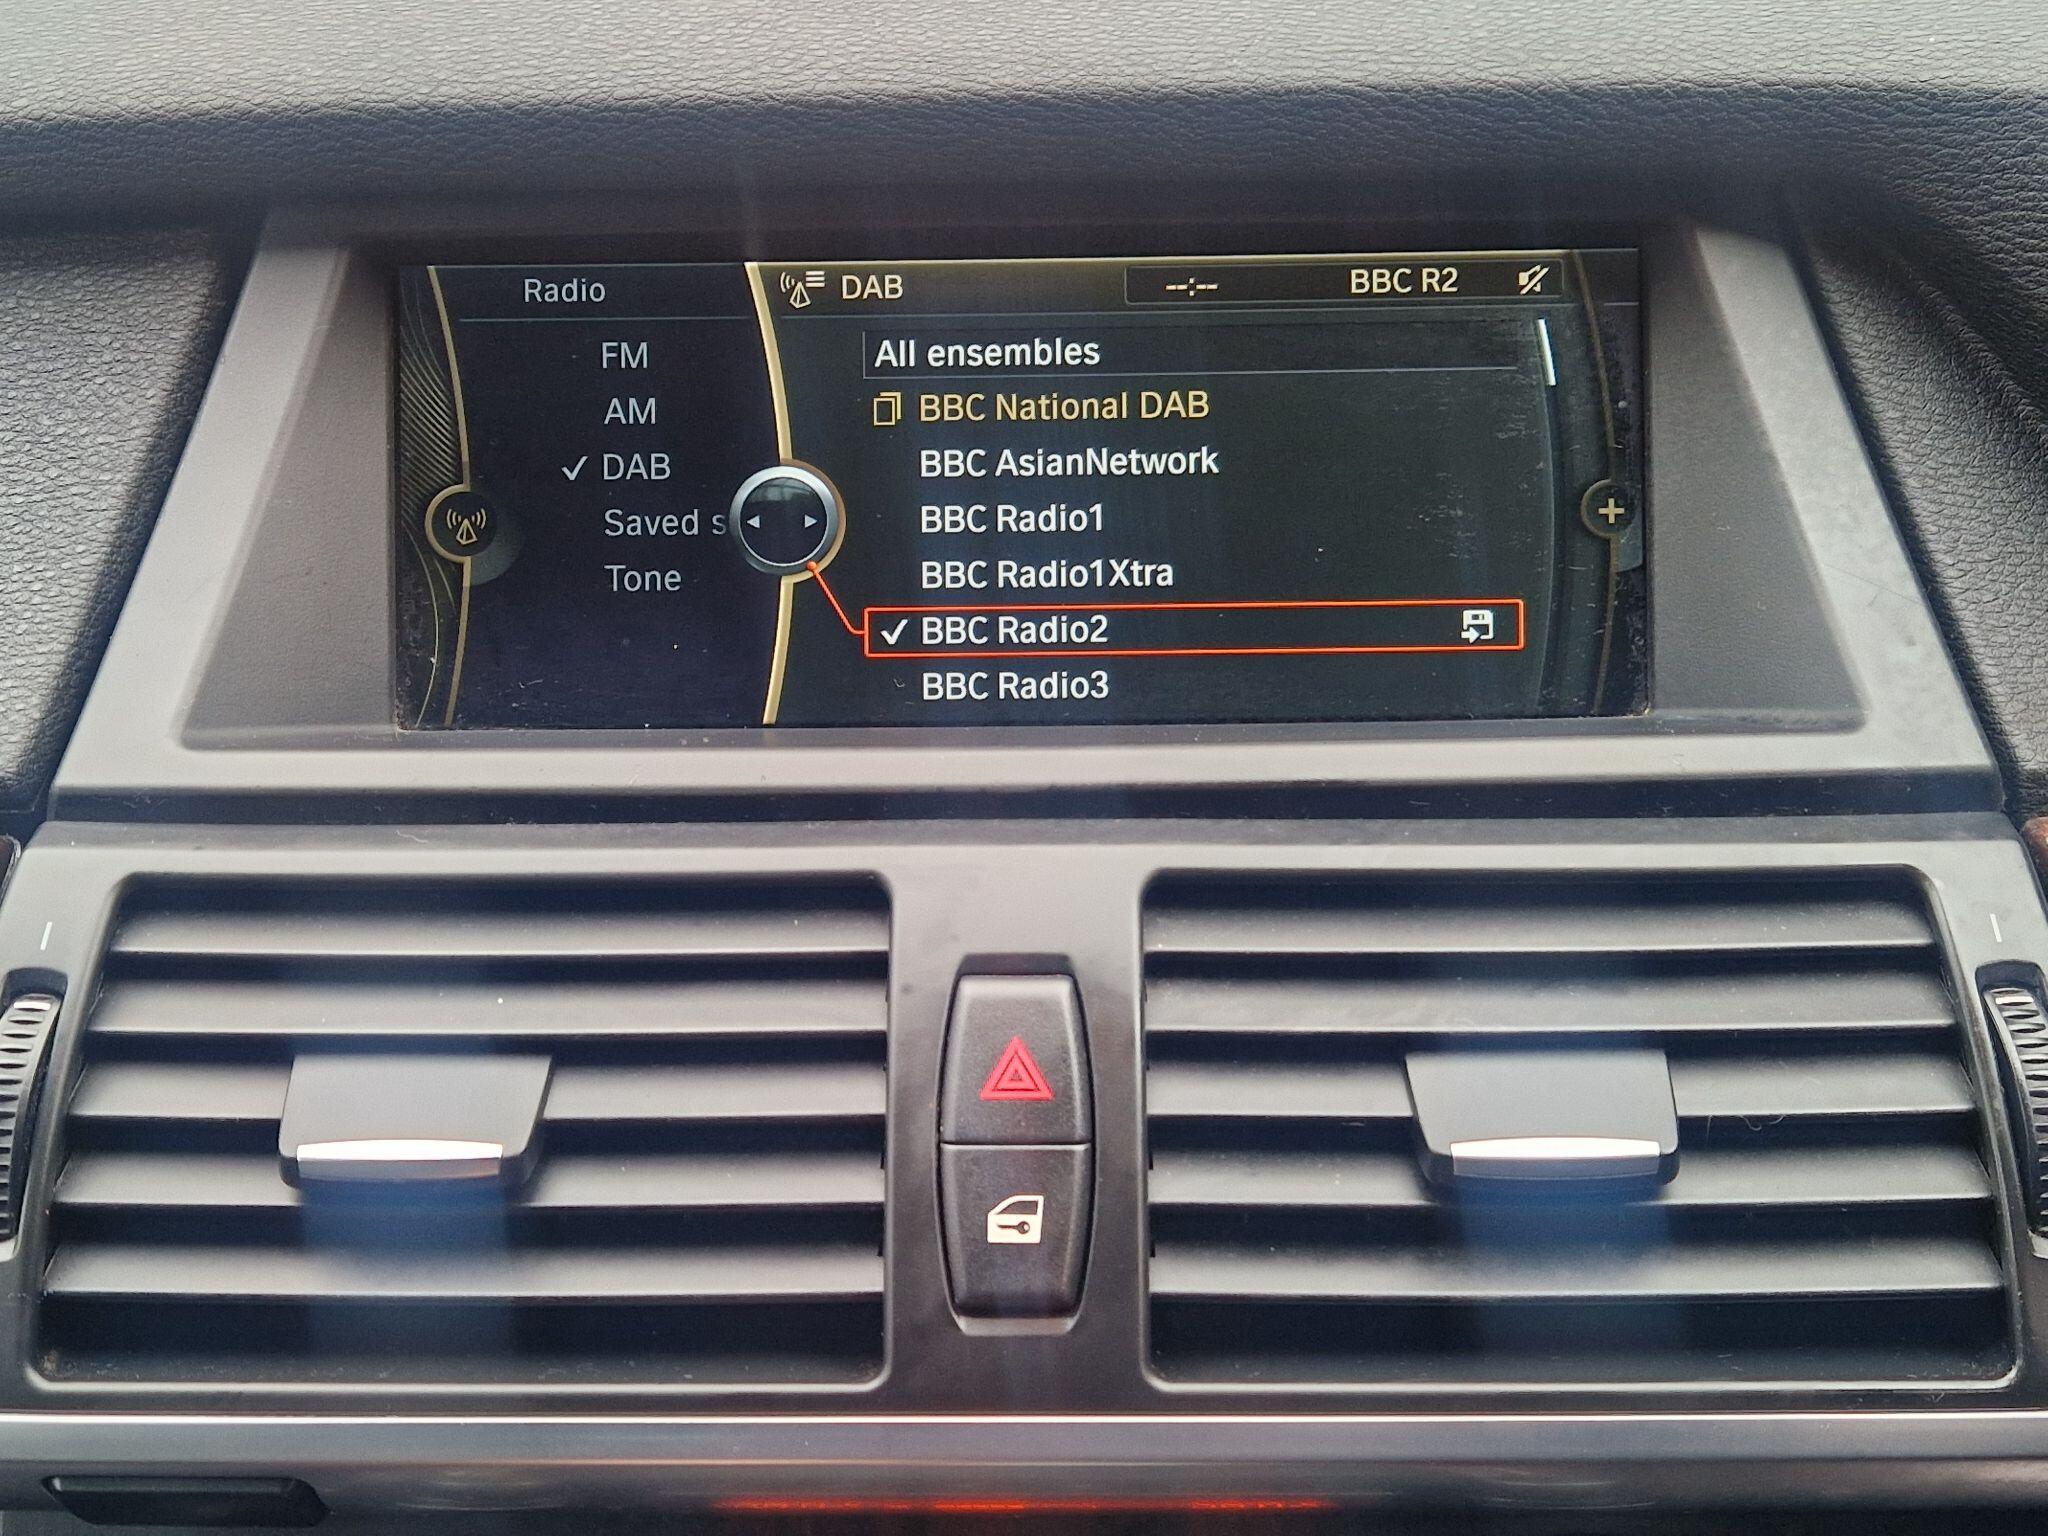 Radio
DAB
--:--
BBC R2
FM
AM
DAB
Saved s
Tone
All ensembles
BBC National DAB
BBC AsianNetwork
BBC Radio1
BBC Radio1Xtra
BBC Radio2
BBC Radio3